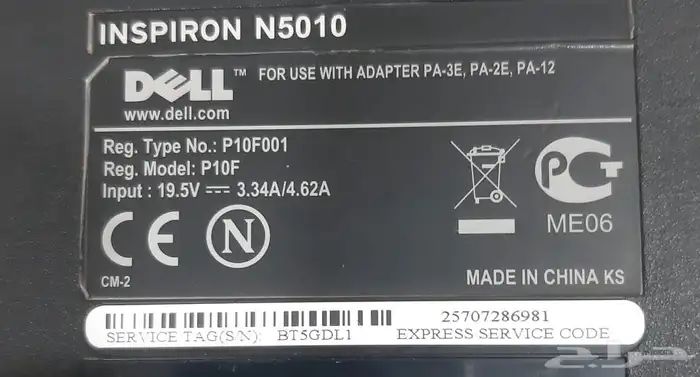 INSPIRON N5010
DELL™ FOR USE WITH ADAPTER PA-3E, PA-2E, PA-12
www.dell.com
Reg. Type No.: P10F001
Reg. Model: P10F
Input : 19.5V ⎓ 3.34A/4.62A
CE N
PCT
ME06
CM-2
MADE IN CHINA KS
25707286981
SERVICE TAG(S/N): BT5GDL1 EXPRESS SERVICE CODE
حراج